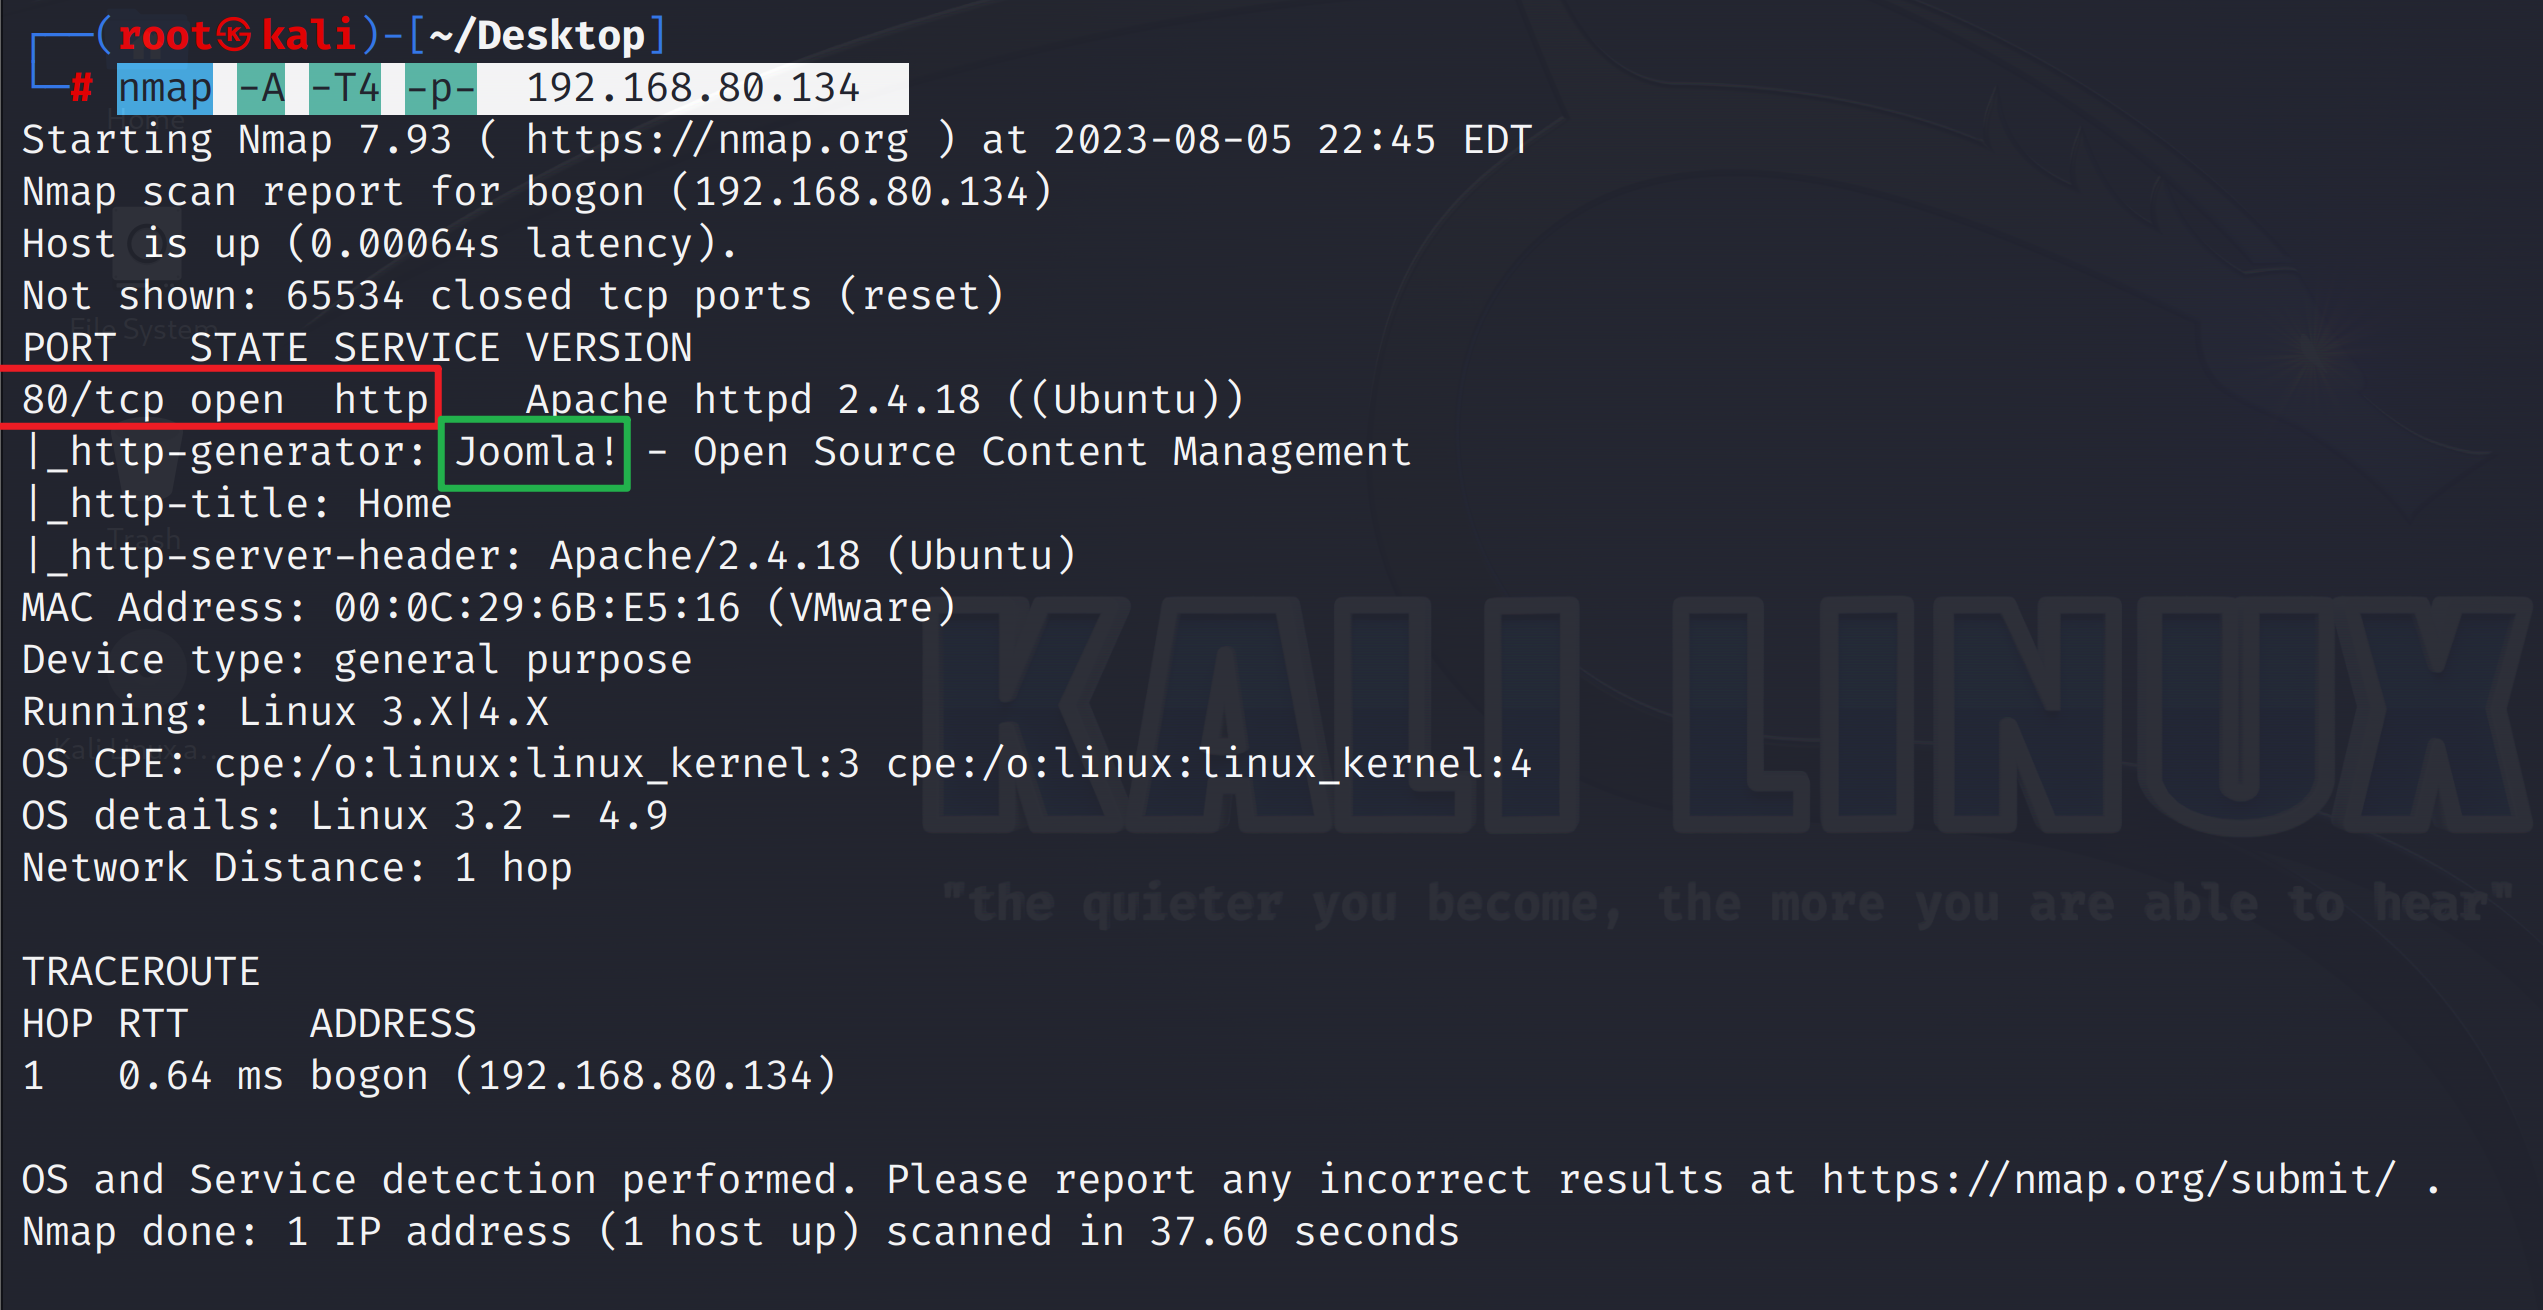 (root㉿kali)-[~/Desktop]
# nmap -A -T4 -p-  192.168.80.134
Starting Nmap 7.93 ( https://nmap.org ) at 2023-08-05 22:45 EDT
Nmap scan report for bogon (192.168.80.134)
Host is up (0.00064s latency).
Not shown: 65534 closed tcp ports (reset)
PORT   STATE SERVICE VERSION
80/tcp open  http    Apache httpd 2.4.18 ((Ubuntu))
|_http-generator: Joomla! - Open Source Content Management
|_http-title: Home
|_http-server-header: Apache/2.4.18 (Ubuntu)
MAC Address: 00:0C:29:6B:E5:16 (VMware)
Device type: general purpose
Running: Linux 3.X|4.X
OS CPE: cpe:/o:linux:linux_kernel:3 cpe:/o:linux:linux_kernel:4
OS details: Linux 3.2 - 4.9
Network Distance: 1 hop
TRACEROUTE
HOP RTT     ADDRESS
1   0.64 ms bogon (192.168.80.134)
OS and Service detection performed. Please report any incorrect results at https://nmap.org/submit/ .
Nmap done: 1 IP address (1 host up) scanned in 37.60 seconds
Home
File System
Trash
Kali Linux a...
KALI LINUX
"the quieter you become, the more you are able to hear"